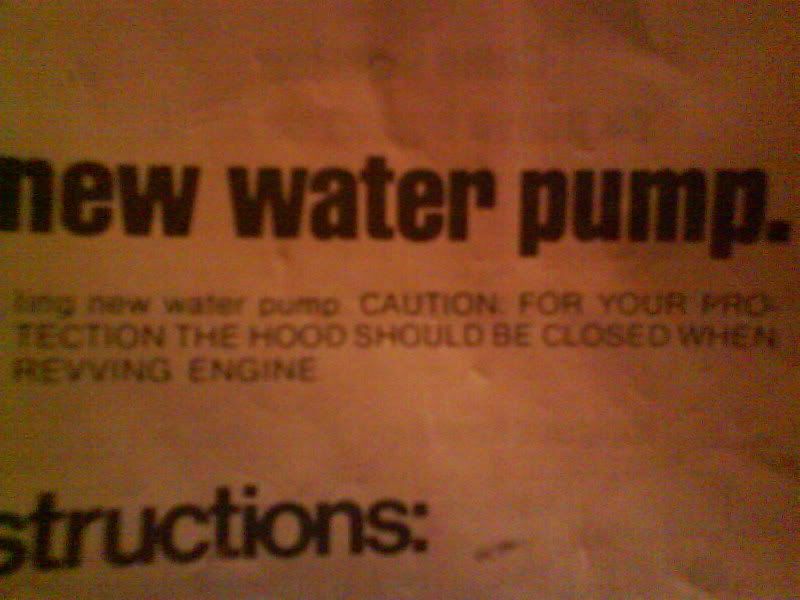 new water pump.
ling new water pump. CAUTION: FOR YOUR PRO-
TECTION THE HOOD SHOULD BE CLOSED WHEN
REVVING ENGINE
structions: